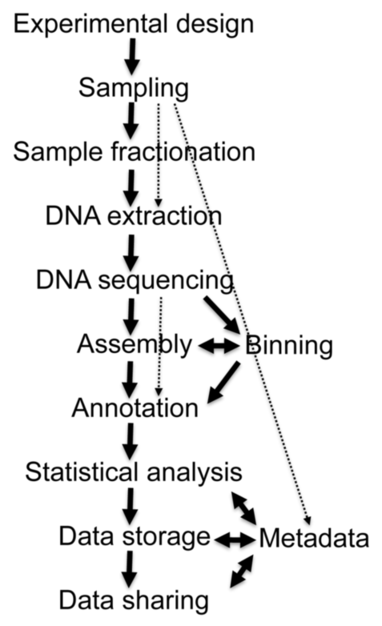 Experimental design
Sampling
Sample fractionation
DNA extraction
DNA sequencing
Assembly
Binning
Annotation
Statistical analysis
Data storage
Metadata
Data sharing